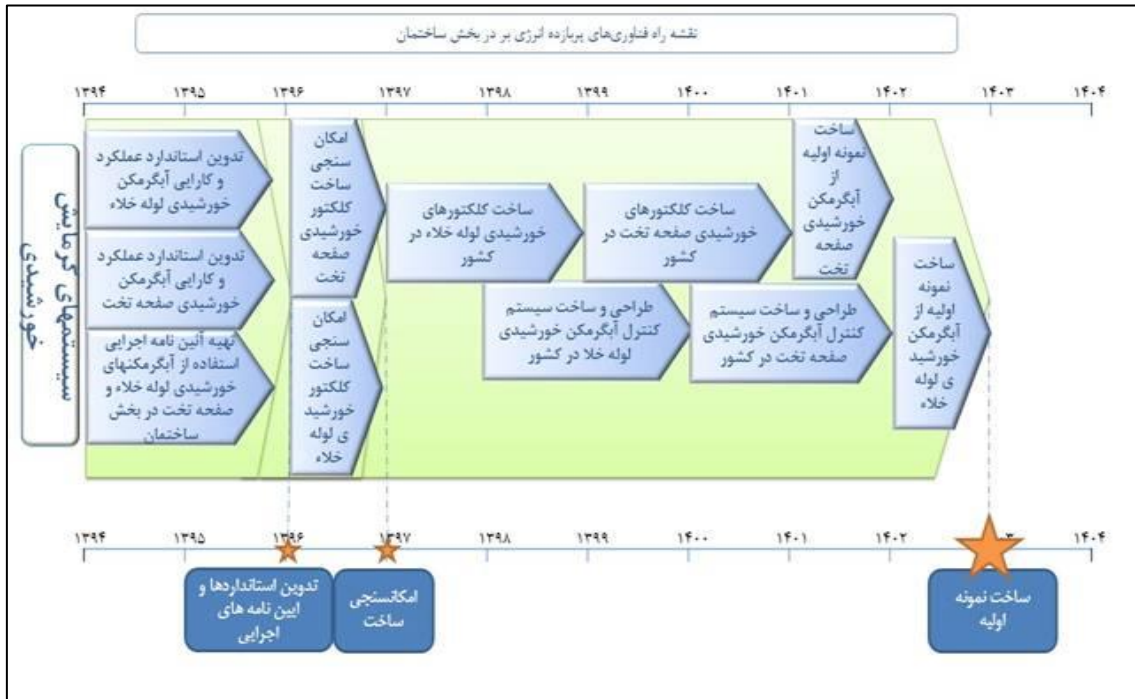 نقشه راه فناوری‌های پربازده انرژی بر در بخش ساختمان
۱۳۹۴ ۱۳۹۵ ۱۳۹۶ ۱۳۹۷ ۱۳۹۸ ۱۳۹۹ ۱۴۰۰ ۱۴۰۱ ۱۴۰۲ ۱۴۰۳ ۱۴۰۴
سیستمهای گرمایش
خورشیدی
تدوین استاندارد عملکرد
و کارایی آبگرمکن
خورشیدی لوله خلاء
تدوین استاندارد عملکرد
و کارایی آبگرمکن
خورشیدی صفحه تخت
تهیه آئین نامه اجرایی
استفاده از آبگرمکنهای
خورشیدی لوله خلاء و
صفحه تخت در بخش
ساختمان
امکان
سنجی
ساخت
کلکتور
خورشیدی
صفحه
تخت
امکان
سنجی
ساخت
کلکتور
خورشید
ی لوله
خلاء
ساخت کلکتورهای
خورشیدی لوله خلاء در
کشور
طراحی و ساخت سیستم
کنترل آبگرمکن خورشیدی
لوله خلا در کشور
ساخت کلکتورهای
خورشیدی صفحه تخت در
کشور
طراحی و ساخت سیستم
کنترل آبگرمکن خورشیدی
صفحه تخت در کشور
ساخت
نمونه اولیه
از
آبگرمکن
خورشیدی
صفحه
تخت
ساخت
نمونه
اولیه از
آبگرمکن
خورشید
ی لوله
خلاء
۱۳۹۴ ۱۳۹۵ ۱۳۹۶ ۱۳۹۷ ۱۳۹۸ ۱۳۹۹ ۱۴۰۰ ۱۴۰۱ ۱۴۰۲ ۱۴۰۳ ۱۴۰۴
تدوین استانداردها و
ایین نامه های
اجرایی
امکانسنجی
ساخت
ساخت نمونه
اولیه